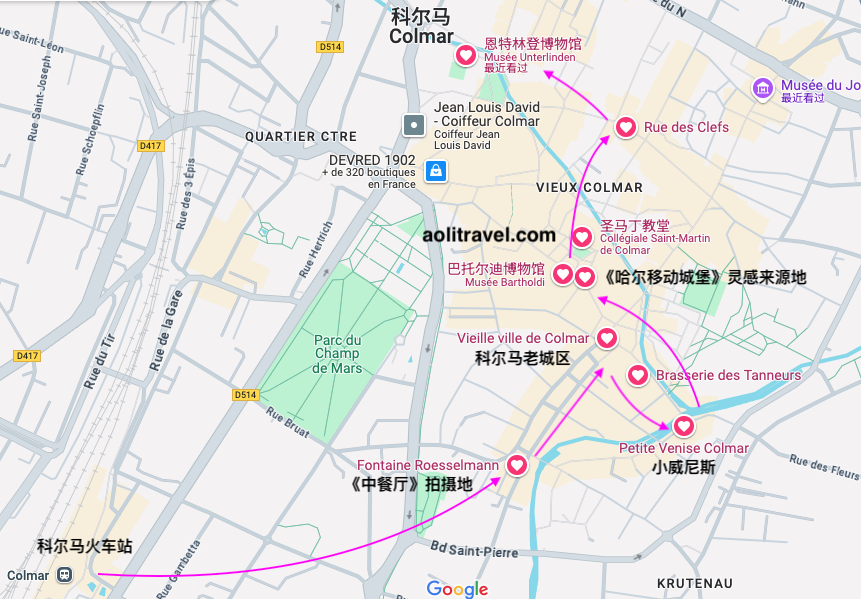 科尔马
Colmar
Rue du N
D514
恩特林登博物馆
Musée Unterlinden
最近看过
Rue Saint-Léon
Rue Saint-Joseph
Rue Schoepflin
Musée du Jo
最近看过
Jean Louis David
- Coiffeur Colmar
Coiffeur Jean
Louis David
Rue des Clefs
QUARTIER CTRE
D417
DEVRED 1902
+ de 320 boutiques
en France
Rue des 3 Épis
VIEUX COLMAR
圣马丁教堂
Collégiale Saint-Martin
de Colmar
aolitravel.com
Rue Hertrich
巴托尔迪博物馆
Musée Bartholdi
《哈尔移动城堡》灵感来源地
Rue de la Gare
Rue du Tir
Parc du
Champ
de Mars
Vieille ville de Colmar
科尔马老城区
D417
Brasserie des Tanneurs
D514
Rue Bruat
Petite Venise Colmar
小威尼斯
Fontaine Roesselmann
《中餐厅》拍摄地
Rue des Fleurs
科尔马火车站
Colmar
Rue Gambetta
Bd Saint-Pierre
KRUTENAU
Google